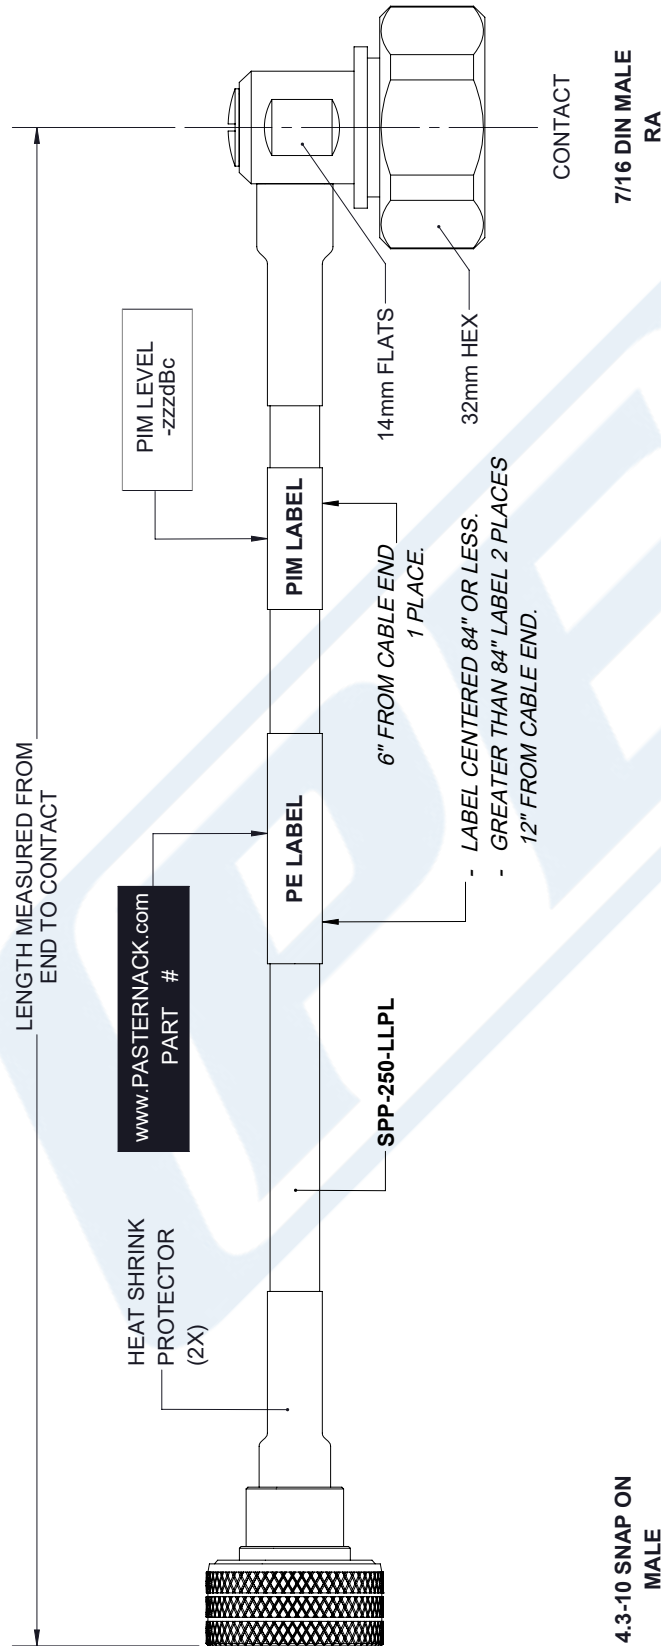 LENGTH MEASURED FROM
END TO CONTACT
www.PASTERNACK.com
PART #
PIM LEVEL
-zzzdBc
HEAT SHRINK
PROTECTOR
(2X)
PE LABEL
PIM LABEL
SPP-250-LLPL
6" FROM CABLE END
1 PLACE.
14mm FLATS
32mm HEX
- LABEL CENTERED 84" OR LESS.
- GREATER THAN 84" LABEL 2 PLACES
12" FROM CABLE END.
CONTACT
4.3-10 SNAP ON
MALE
7/16 DIN MALE
RA
PE